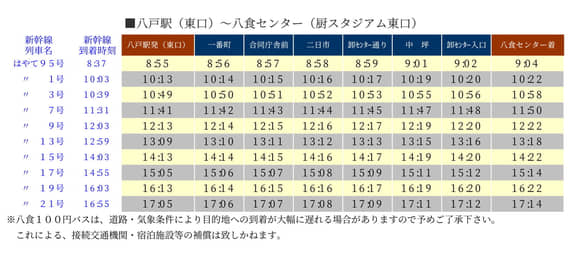 ■八戸駅（東口）～八食センター（厨スタジアム東口）
新幹線列車名 新幹線到着時刻 八戸駅発（東口） 一番町 合同庁舎前 二日市 卸ｾﾝﾀｰ通り 中　坪 卸ｾﾝﾀｰ入口 八食センター着
はやて９５号 8:37 8:55 8:56 8:57 8:58 8:59 9:01 9:02 9:04
〃　１号 10:03 10:13 10:14 10:15 10:16 10:17 10:19 10:20 10:22
〃　３号 10:39 10:49 10:50 10:51 10:52 10:53 10:55 10:56 10:58
〃　７号 11:31 11:41 11:42 11:43 11:44 11:45 11:47 11:48 11:50
〃　９号 12:03 12:13 12:14 12:15 12:16 12:17 12:19 12:20 12:22
〃　１３号 12:59 13:09 13:10 13:11 13:12 13:13 13:15 13:16 13:18
〃　１５号 14:03 14:13 14:14 14:15 14:16 14:17 14:19 14:20 14:22
〃　１７号 14:59 15:05 15:06 15:07 15:08 15:09 15:11 15:12 15:14
〃　１９号 16:03 16:13 16:14 16:15 16:16 16:17 16:19 16:20 16:22
〃　２１号 16:55 17:05 17:06 17:07 17:08 17:09 17:11 17:12 17:14
※八食１００円バスは、道路・気象条件により目的地への到着が大幅に遅れる場合がありますので予めご了承下さい。
これによる、接続交通機関・宿泊施設等の補償は致しかねます。